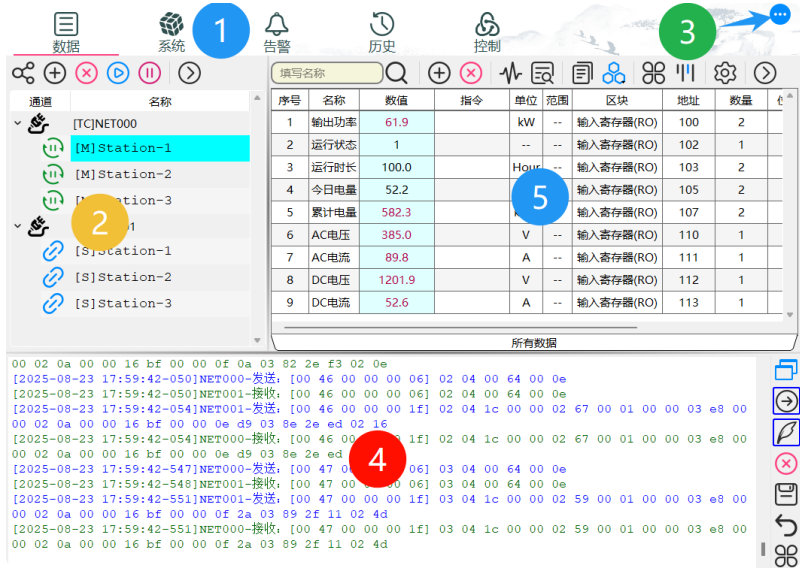 数据 系统 告警 历史 控制
1
3
填写名称
通道 名称
序号 名称 数值 指令 单位 范围 区块 地址 数量
[TC]NET000
[M]Station-1
[M]Station-2
[M]Station-3
2
[S]Station-1
[S]Station-2
[S]Station-3
1 输出功率 61.9 kW -- 输入寄存器(RO) 100 2
2 运行状态 1 -- -- 输入寄存器(RO) 102 1
3 运行时长 100.0 Hour 输入寄存器(RO) 103 2
4 今日电量 52.2 输入寄存器(RO) 105 2
5 累计电量 582.3 输入寄存器(RO) 107 2
5
6 AC电压 385.0 V -- 输入寄存器(RO) 110 1
7 AC电流 89.8 A -- 输入寄存器(RO) 111 1
8 DC电压 1201.9 V -- 输入寄存器(RO) 112 1
9 DC电流 52.6 A -- 输入寄存器(RO) 113 1
所有数据
00 02 0a 00 00 16 bf 00 00 0f 0a 03 82 2e f3 02 0e
[2025-08-23 17:59:42-050]NET000-发送: [00 46 00 00 00 06] 02 04 00 64 00 0e
[2025-08-23 17:59:42-050]NET001-接收: [00 46 00 00 00 06] 02 04 00 64 00 0e
[2025-08-23 17:59:42-054]NET001-发送: [00 46 00 00 00 1f] 02 04 1c 00 00 02 67 00 01 00 00 03 e8 00
00 02 0a 00 00 16 bf 00 00 0e d9 03 8e 2e ed 02 16
[2025-08-23 17:59:42-054]NET000-接收: [00 46 00 00 1f] 02 04 1c 00 00 02 67 00 01 00 00 03 e8 00
00 02 0a 00 00 16 bf 00 00 0e d9 03 8e 2e ed
4
[2025-08-23 17:59:42-547]NET000-发送: [00 47 00 06] 03 04 00 64 00 0e
[2025-08-23 17:59:42-548]NET001-接收: [00 47 00 00 00 06] 03 04 00 64 00 0e
[2025-08-23 17:59:42-551]NET001-发送: [00 47 00 00 00 1f] 03 04 1c 00 00 02 59 00 01 00 00 03 e8 00
00 02 0a 00 00 16 bf 00 00 0f 2a 03 89 2f 11 02 4d
[2025-08-23 17:59:42-551]NET000-接收: [00 47 00 00 00 1f] 03 04 1c 00 00 02 59 00 01 00 00 03 e8 00
00 02 0a 00 00 16 bf 00 00 0f 2a 03 89 2f 11 02 4d